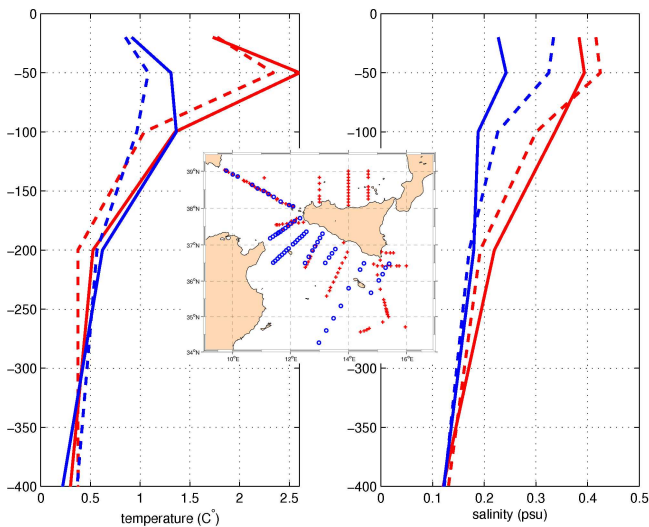 0
−50
−100
−150
−200
−250
−300
−350
−400
0
0.5
1
1.5
2
2.5
temperature (C°)
39°N
38°N
37°N
36°N
35°N
34°N
10°E
12°E
14°E
16°E
0
−50
−100
−150
−200
−250
−300
−350
−400
0
0.1
0.2
0.3
0.4
0.5
salinity (psu)